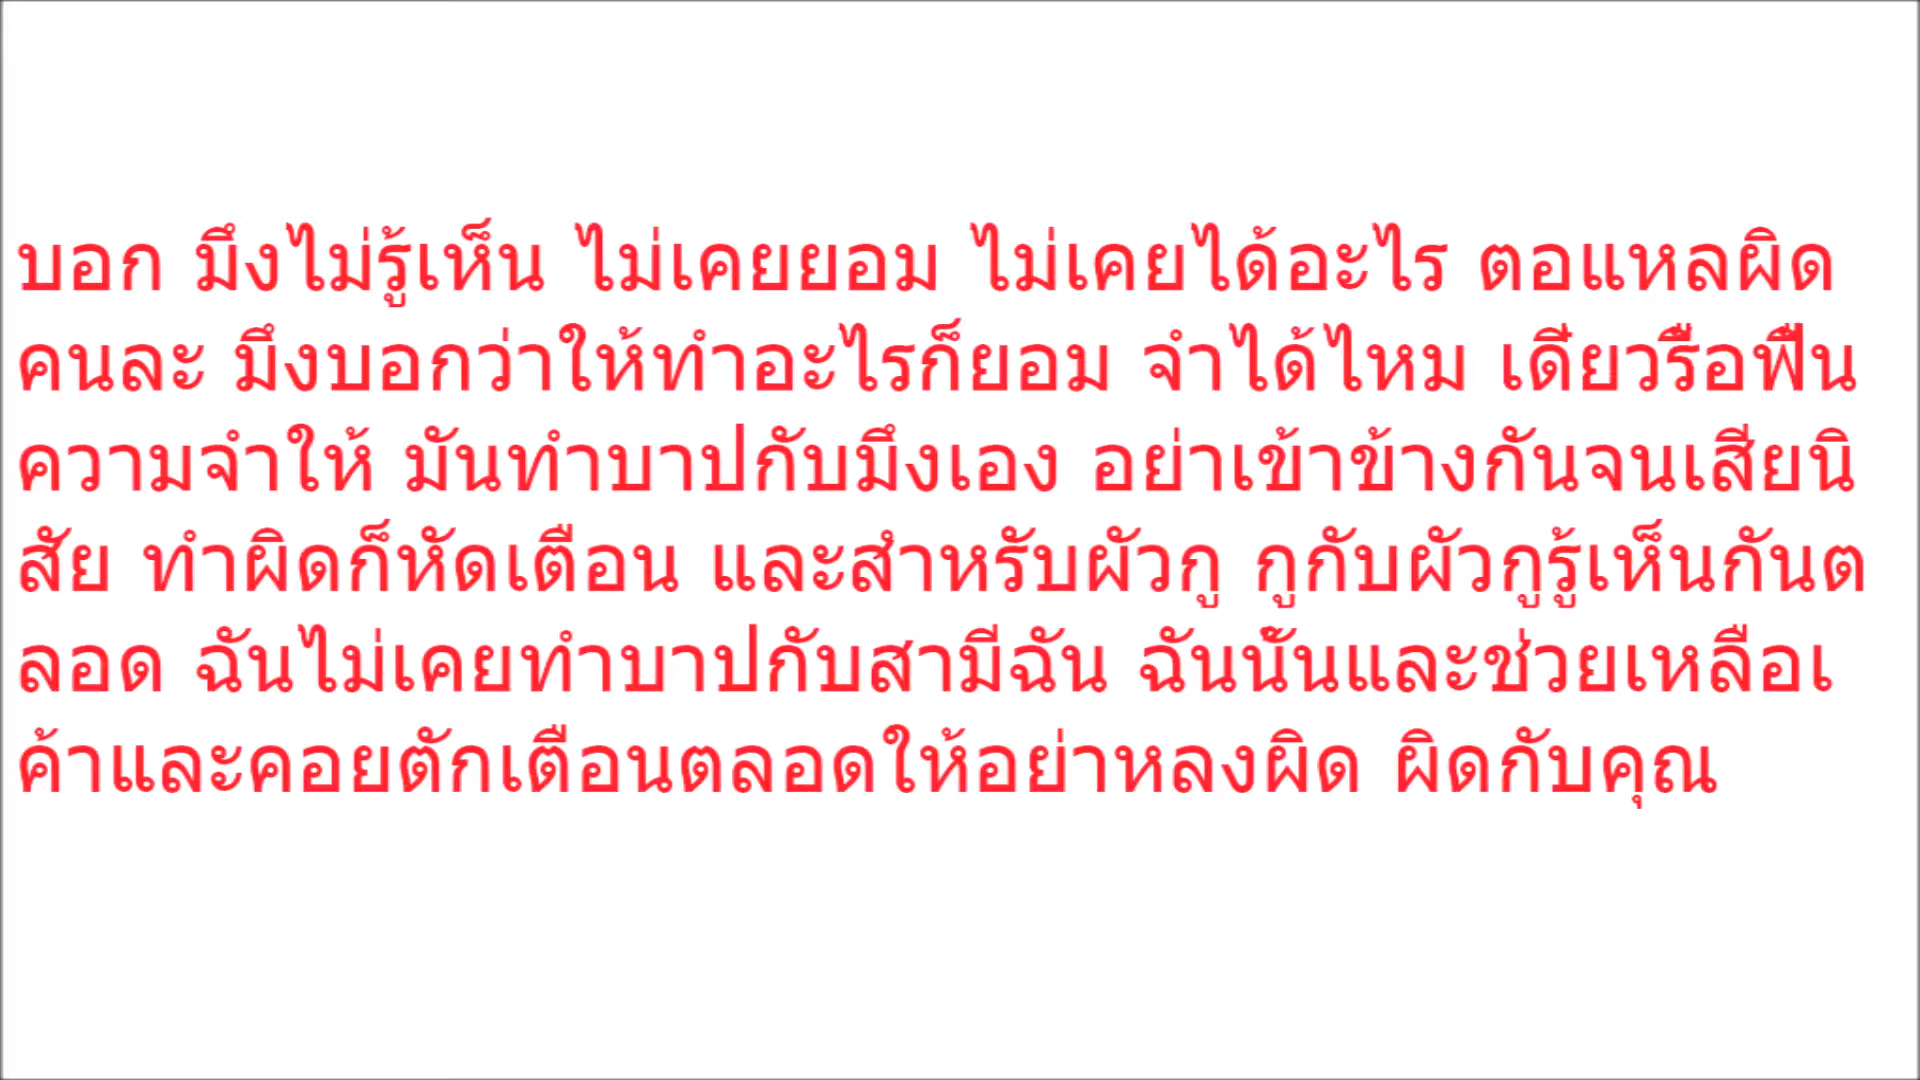 บอก มึงไม่รู้เห็น ไม่เคยยอม ไม่เคยได้อะไร ตอแหลผิด
คนละ มึงบอกว่าให้ทำอะไรก็ยอม จำได้ไหม เดี่ยวรื้อฟื้น
ความจำให้ มันทำบาปกับมึงเอง อย่าเข้าข้างกันจนเสียนิ
สัย ทำผิดก็หัดเตือน และสำหรับผัวกู กูกับผัวกูรู้เห็นกันต
ลอด ฉันไม่เคยทำบาปกับสามีฉัน ฉันนั้นและช่วยเหลือเ
ค้าและคอยตักเตือนตลอดให้อย่าหลงผิด ผิดกับคุณ